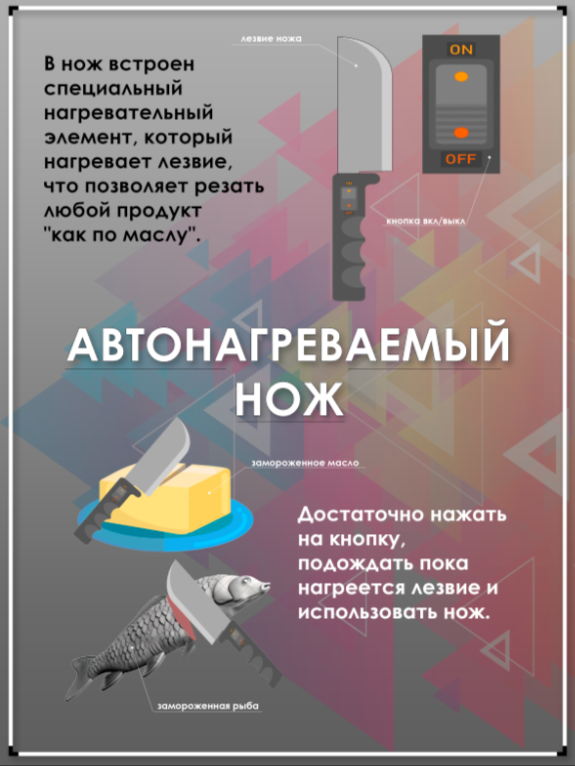 лезвие ножа
ON
OFF
кнопка вкл/выкл
В нож встроен
специальный
нагревательный
элемент, который
нагревает лезвие,
что позволяет резать
любой продукт
"как по маслу".
АВТОНАГРЕВАЕМЫЙ
НОЖ
замороженное масло
Достаточно нажать
на кнопку,
подождать пока
нагреется лезвие и
использовать нож.
замороженная рыба